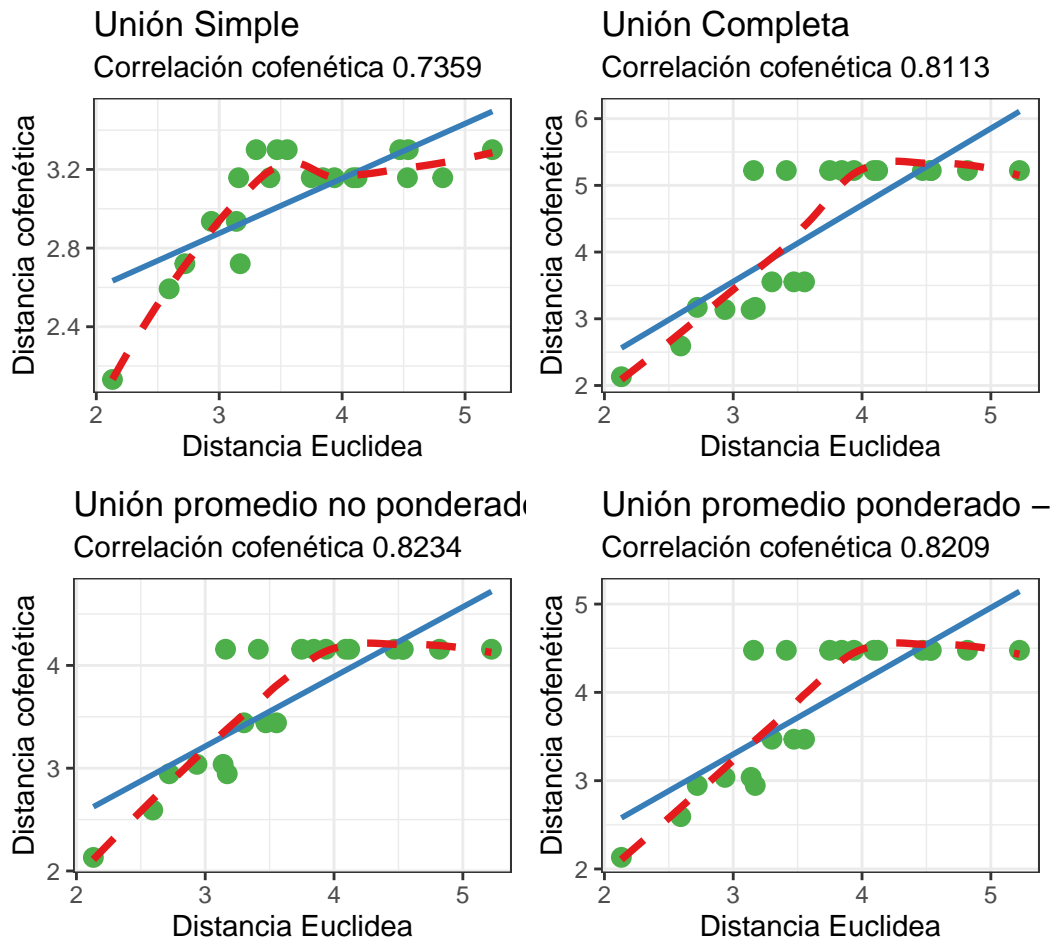 Unión Simple
Correlación cofenética 0.7359
Distancia cofenética
3.2
2.8
2.4
2
3
4
5
Distancia Euclidea
Unión Completa
Correlación cofenética 0.8113
Distancia cofenética
6
5
4
3
2
2
3
4
5
Distancia Euclidea
Unión promedio no ponderado
Correlación cofenética 0.8234
Distancia cofenética
4
3
2
2
3
4
5
Distancia Euclidea
Unión promedio ponderado –
Correlación cofenética 0.8209
Distancia cofenética
5
4
3
2
2
3
4
5
Distancia Euclidea